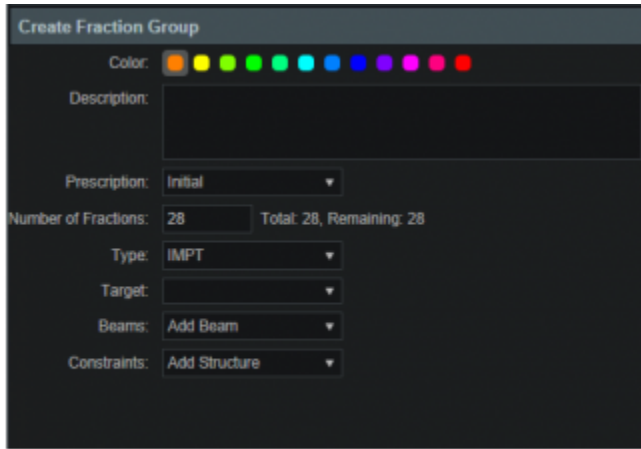 Create Fraction Group
Color:
Description:
Prescription: Initial
Number of Fractions: 28 Total: 28, Remaining: 28
Type: IMPT
Target:
Beams: Add Beam
Constraints: Add Structure